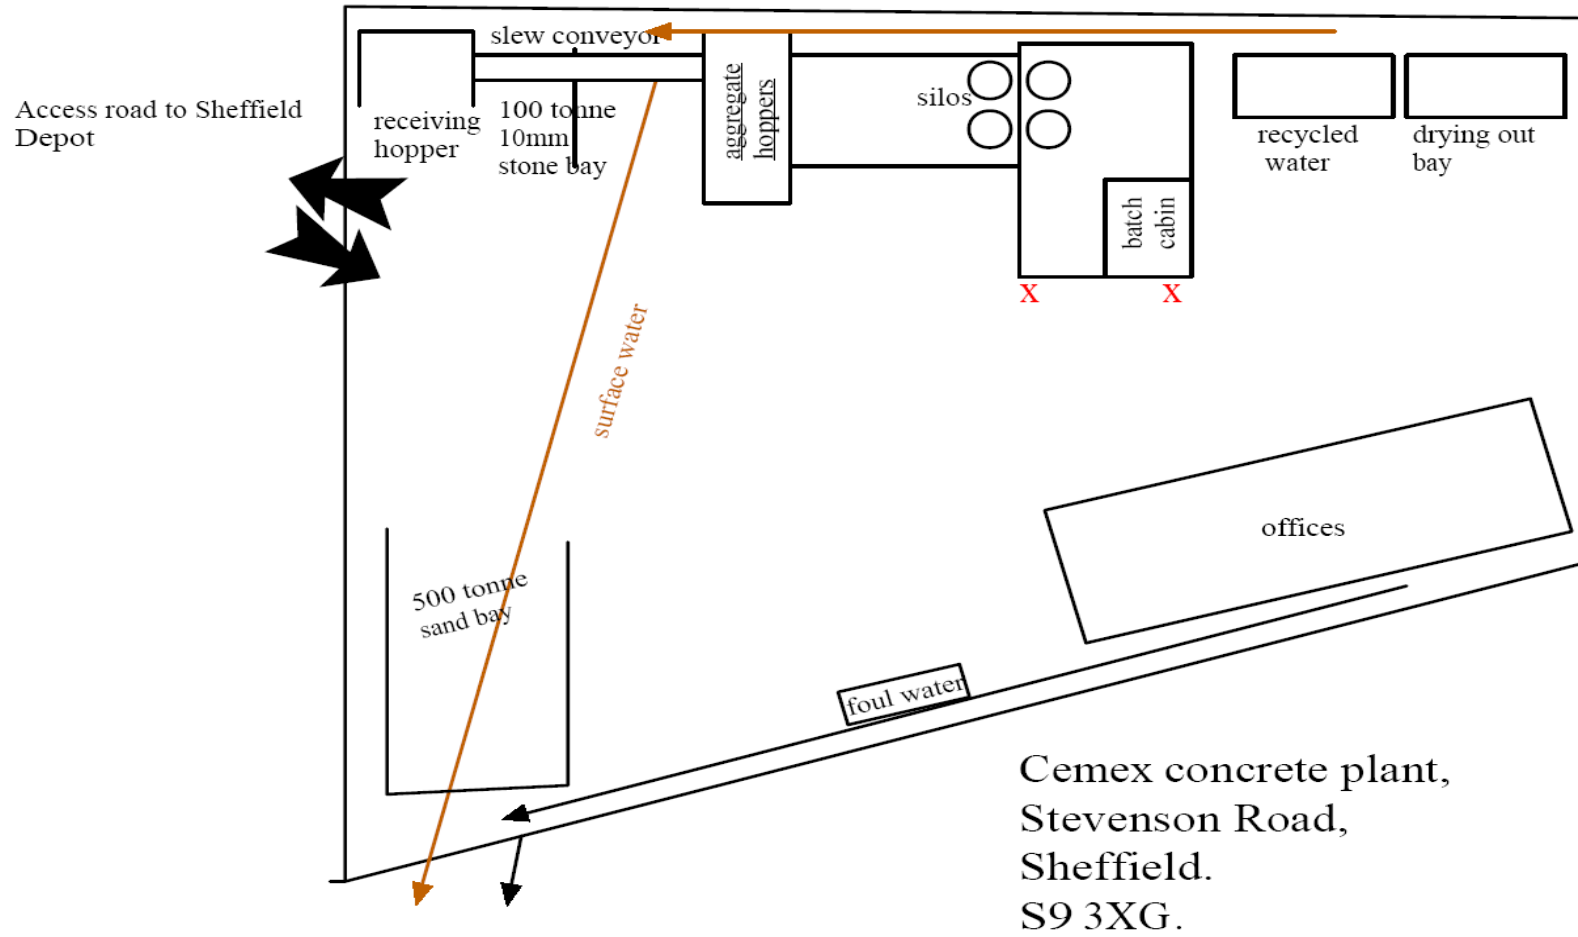 slew conveyor
Access road to Sheffield
Depot
receiving
hopper
100 tonne
10mm
stone bay
aggregate
hoppers
silos
recycled
water
drying out
bay
batch
cabin
X X
surface water
500 tonne
sand bay
offices
foul water
Cemex concrete plant,
Stevenson Road,
Sheffield.
S9 3XG.